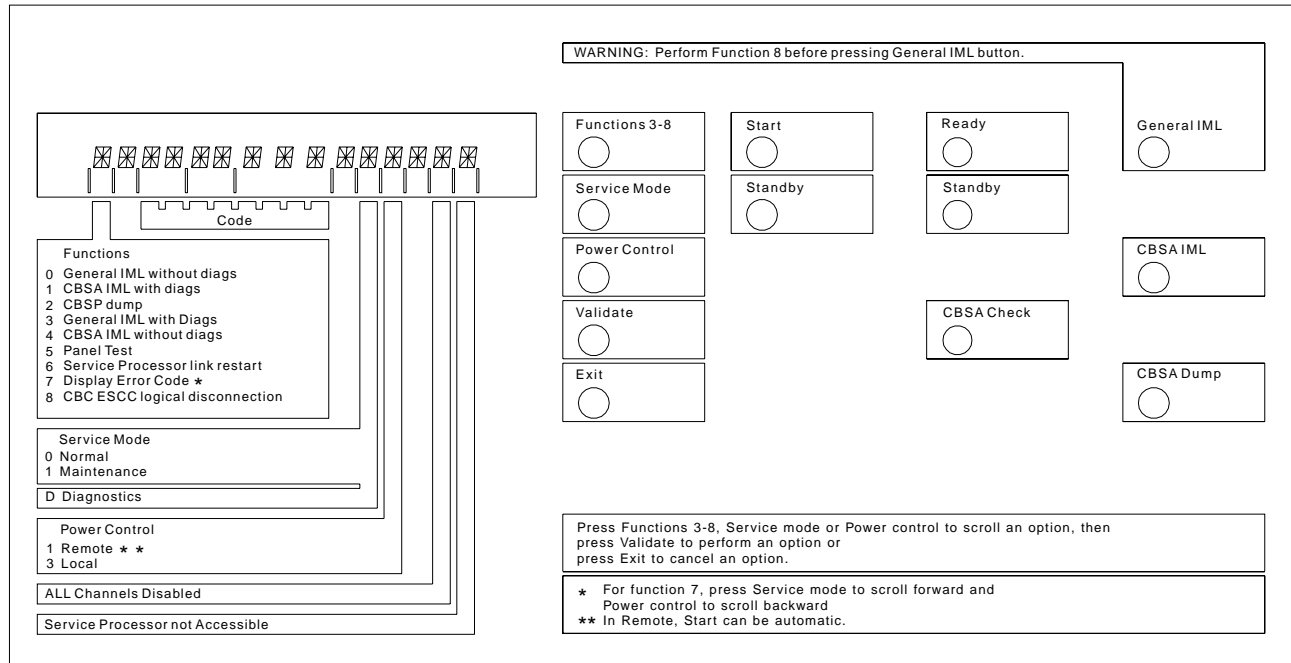 WARNING: Perform Function 8 before pressing General IML button.
Functions 3-8
Start
Ready
General IML
Service Mode
Standby
Standby
Code
Power Control
CBSA IML
Functions
0 General IML without diags
1 CBSA IML with diags
2 CBSP dump
3 General IML with Diags
4 CBSA IML without diags
5 Panel Test
6 Service Processor link restart
7 Display Error Code *
8 CBC ESCC logical disconnection
Validate
CBSA Check
Exit
CBSA Dump
Service Mode
0 Normal
1 Maintenance
D Diagnostics
Power Control
1 Remote * *
3 Local
ALL Channels Disabled
Service Processor not Accessible
Press Functions 3-8, Service mode or Power control to scroll an option, then
press Validate to perform an option or
press Exit to cancel an option.
* For function 7, press Service mode to scroll forward and
Power control to scroll backward
** In Remote, Start can be automatic.